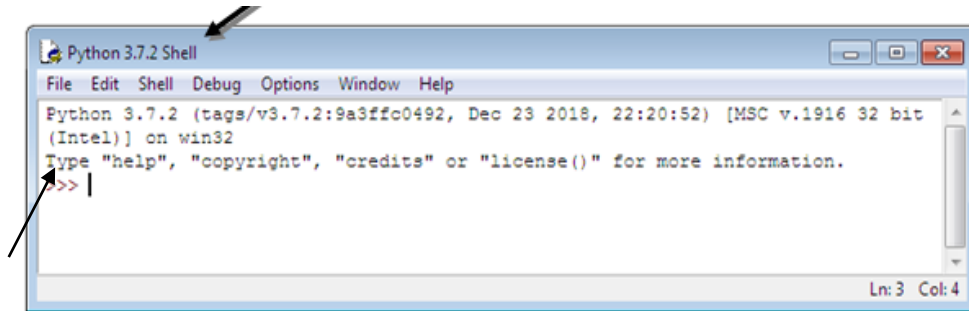 Python 3.7.2 Shell
File Edit Shell Debug Options Window Help
Python 3.7.2 (tags/v3.7.2:9a3ffc0492, Dec 23 2018, 22:20:52) [MSC v.1916 32 bit
(Intel)] on win32
Type "help", "copyright", "credits" or "license()" for more information.
>>>
Ln: 3 Col: 4